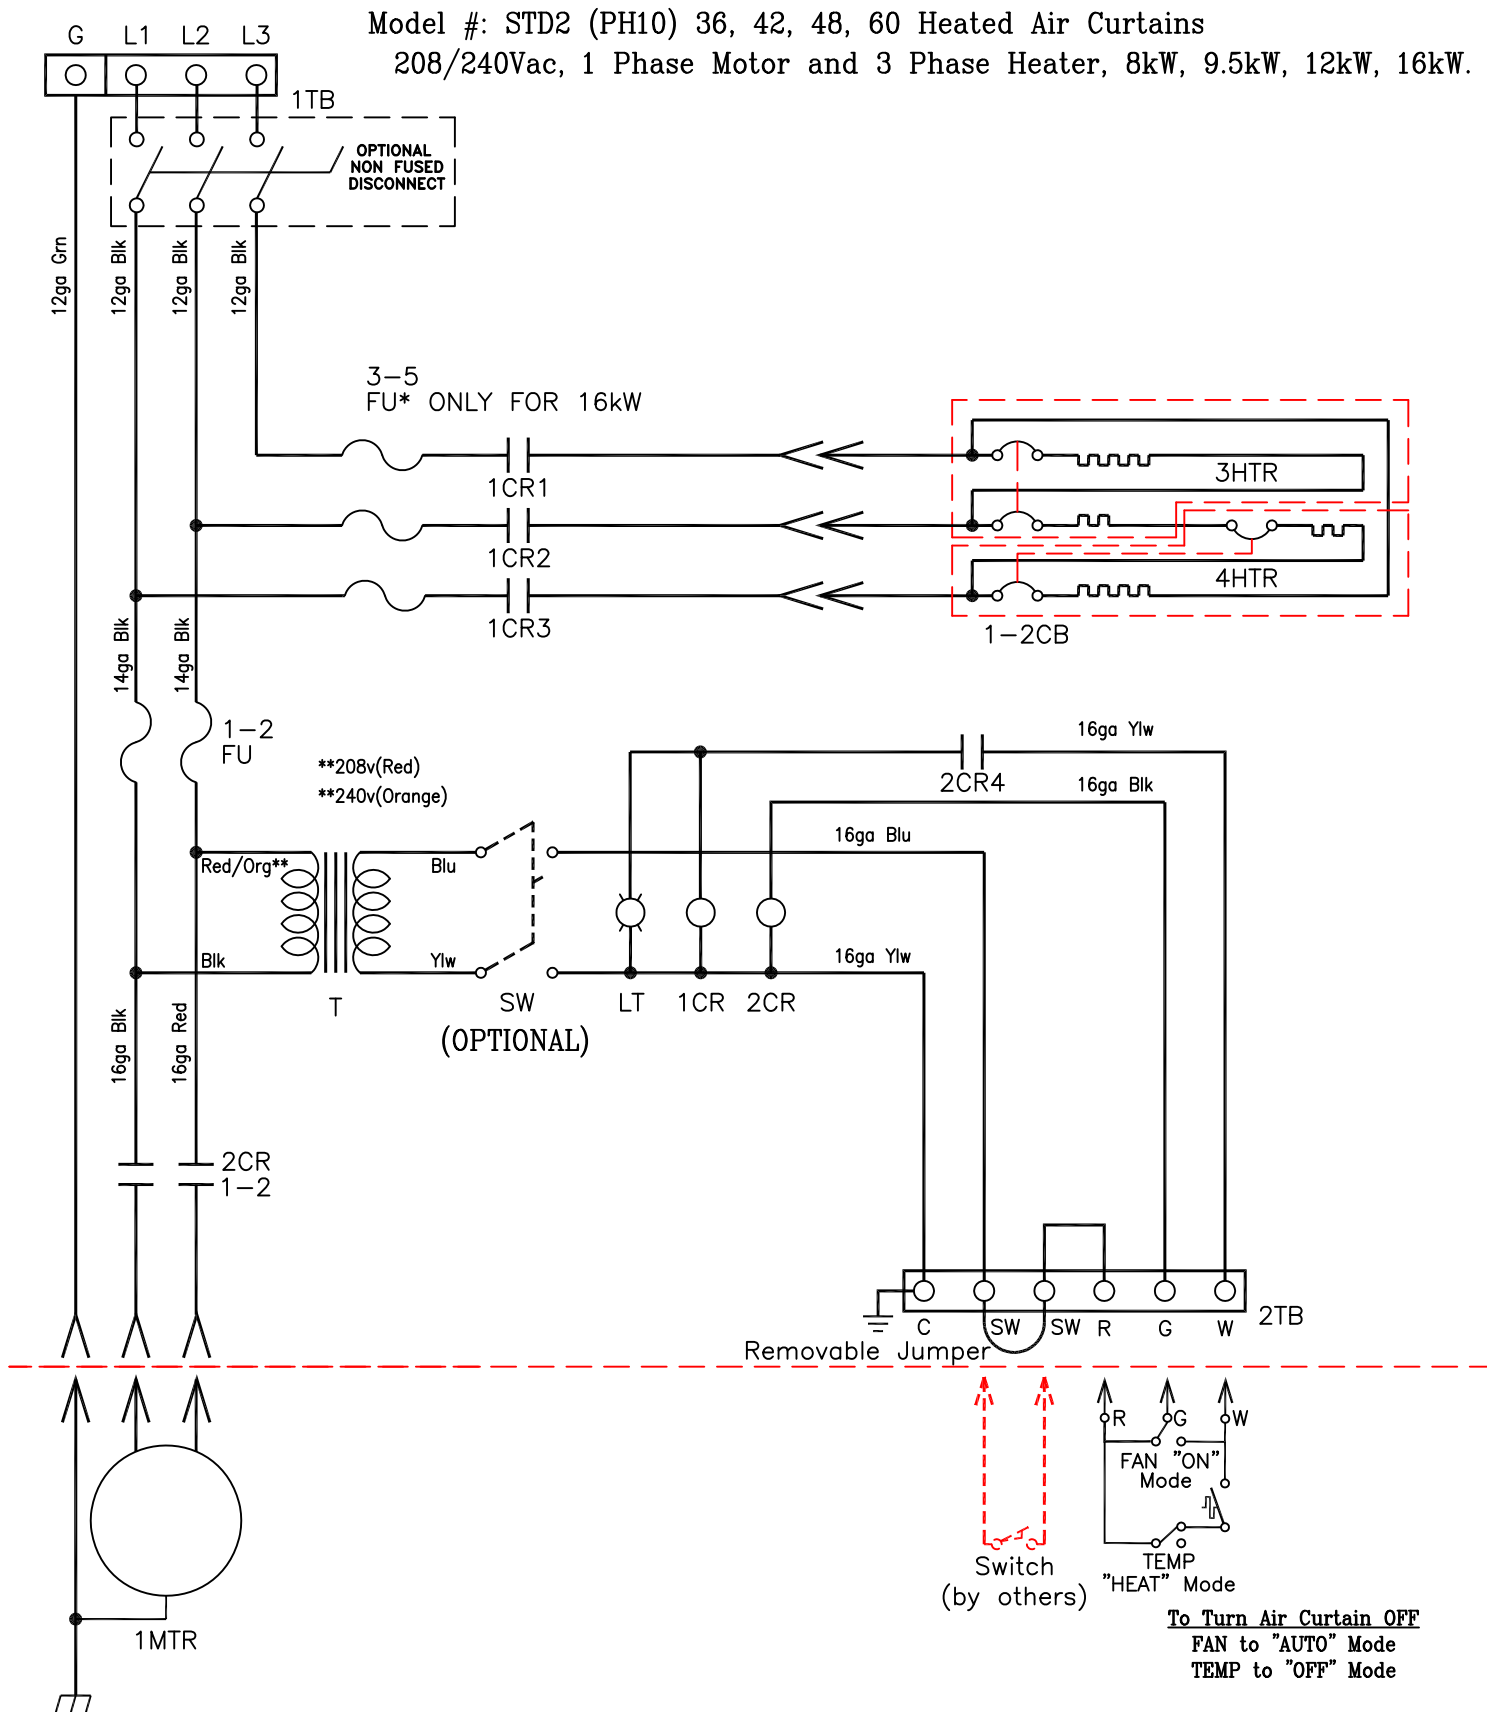 Model #: STD2 (PH10) 36, 42, 48, 60 Heated Air Curtains
208/240Vac, 1 Phase Motor and 3 Phase Heater, 8kW, 9.5kW, 12kW, 16kW.
G L1 L2 L3
1TB
OPTIONAL
NON FUSED
DISCONNECT
12ga Grn
12ga Blk
12ga Blk
12ga Blk
3-5
FU* ONLY FOR 16kW
1CR1
3HTR
1CR2
4HTR
1CR3
1-2CB
14ga Blk
14ga Blk
1-2
FU
**208v(Red)
**240v(Orange)
16ga Ylw
2CR4
16ga Blk
16ga Blu
Red/Org**
Blu
Blk
Ylw
16ga Ylw
T
SW
(OPTIONAL)
LT 1CR 2CR
16ga Blk
16ga Red
2CR
1-2
C SW SW R G W
2TB
Removable Jumper
R G W
FAN "ON"
Mode
Switch
(by others)
TEMP
"HEAT" Mode
To Turn Air Curtain OFF
FAN to "AUTO" Mode
TEMP to "OFF" Mode
1MTR